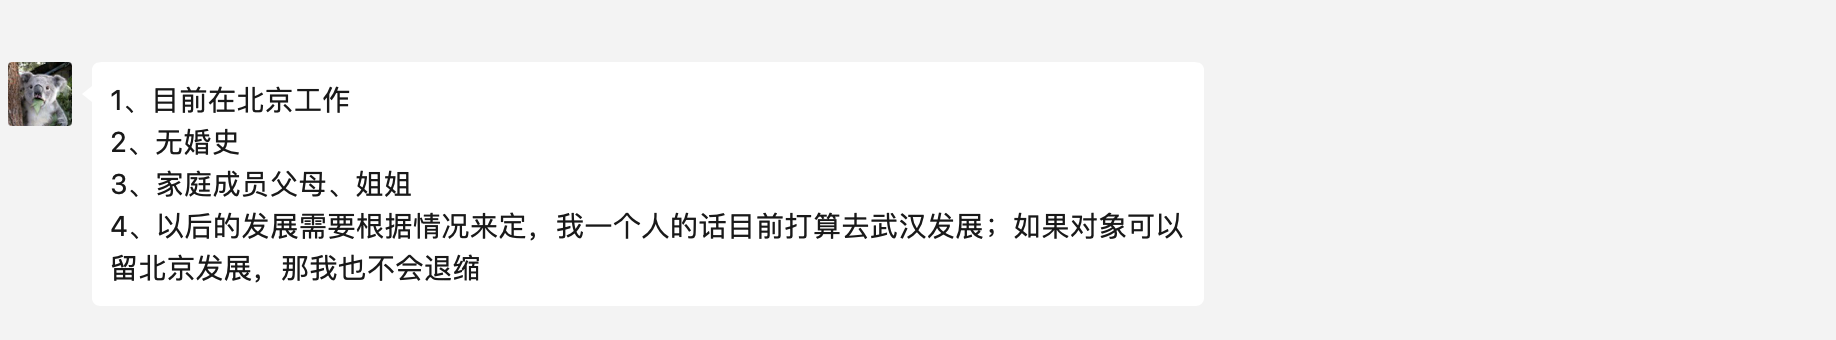 1、目前在北京工作
2、无婚史
3、家庭成员父母、姐姐
4、以后的发展需要根据情况来定，我一个人的话目前打算去武汉发展；如果对象可以
留北京发展，那我也不会退缩